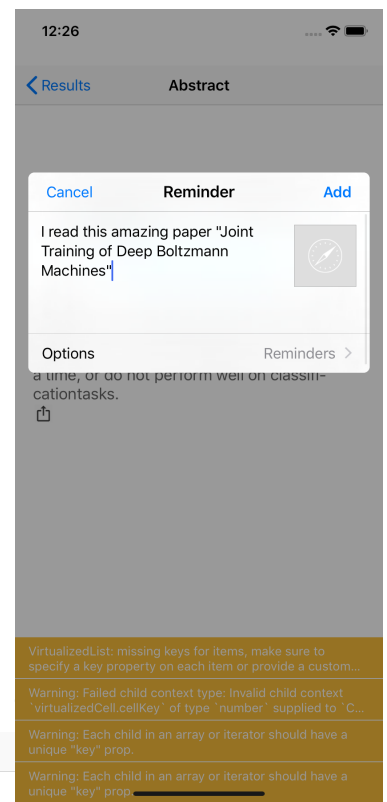 12:26
Results
Abstract
Cancel
Reminder
Add
I read this amazing paper "Joint
Training of Deep Boltzmann
Machines"
Options
Reminders
a time, or do not perform well on classifi-
cationtasks.
VirtualizedList: missing keys for items, make sure to
specify a key property on each item or provide a custom...
Warning: Failed child context type: Invalid child context
`virtualizedCell.cellKey` of type `number` supplied to `C...
Warning: Each child in an array or iterator should have a
unique "key" prop.
Warning: Each child in an array or iterator should have a
unique "key" prop.